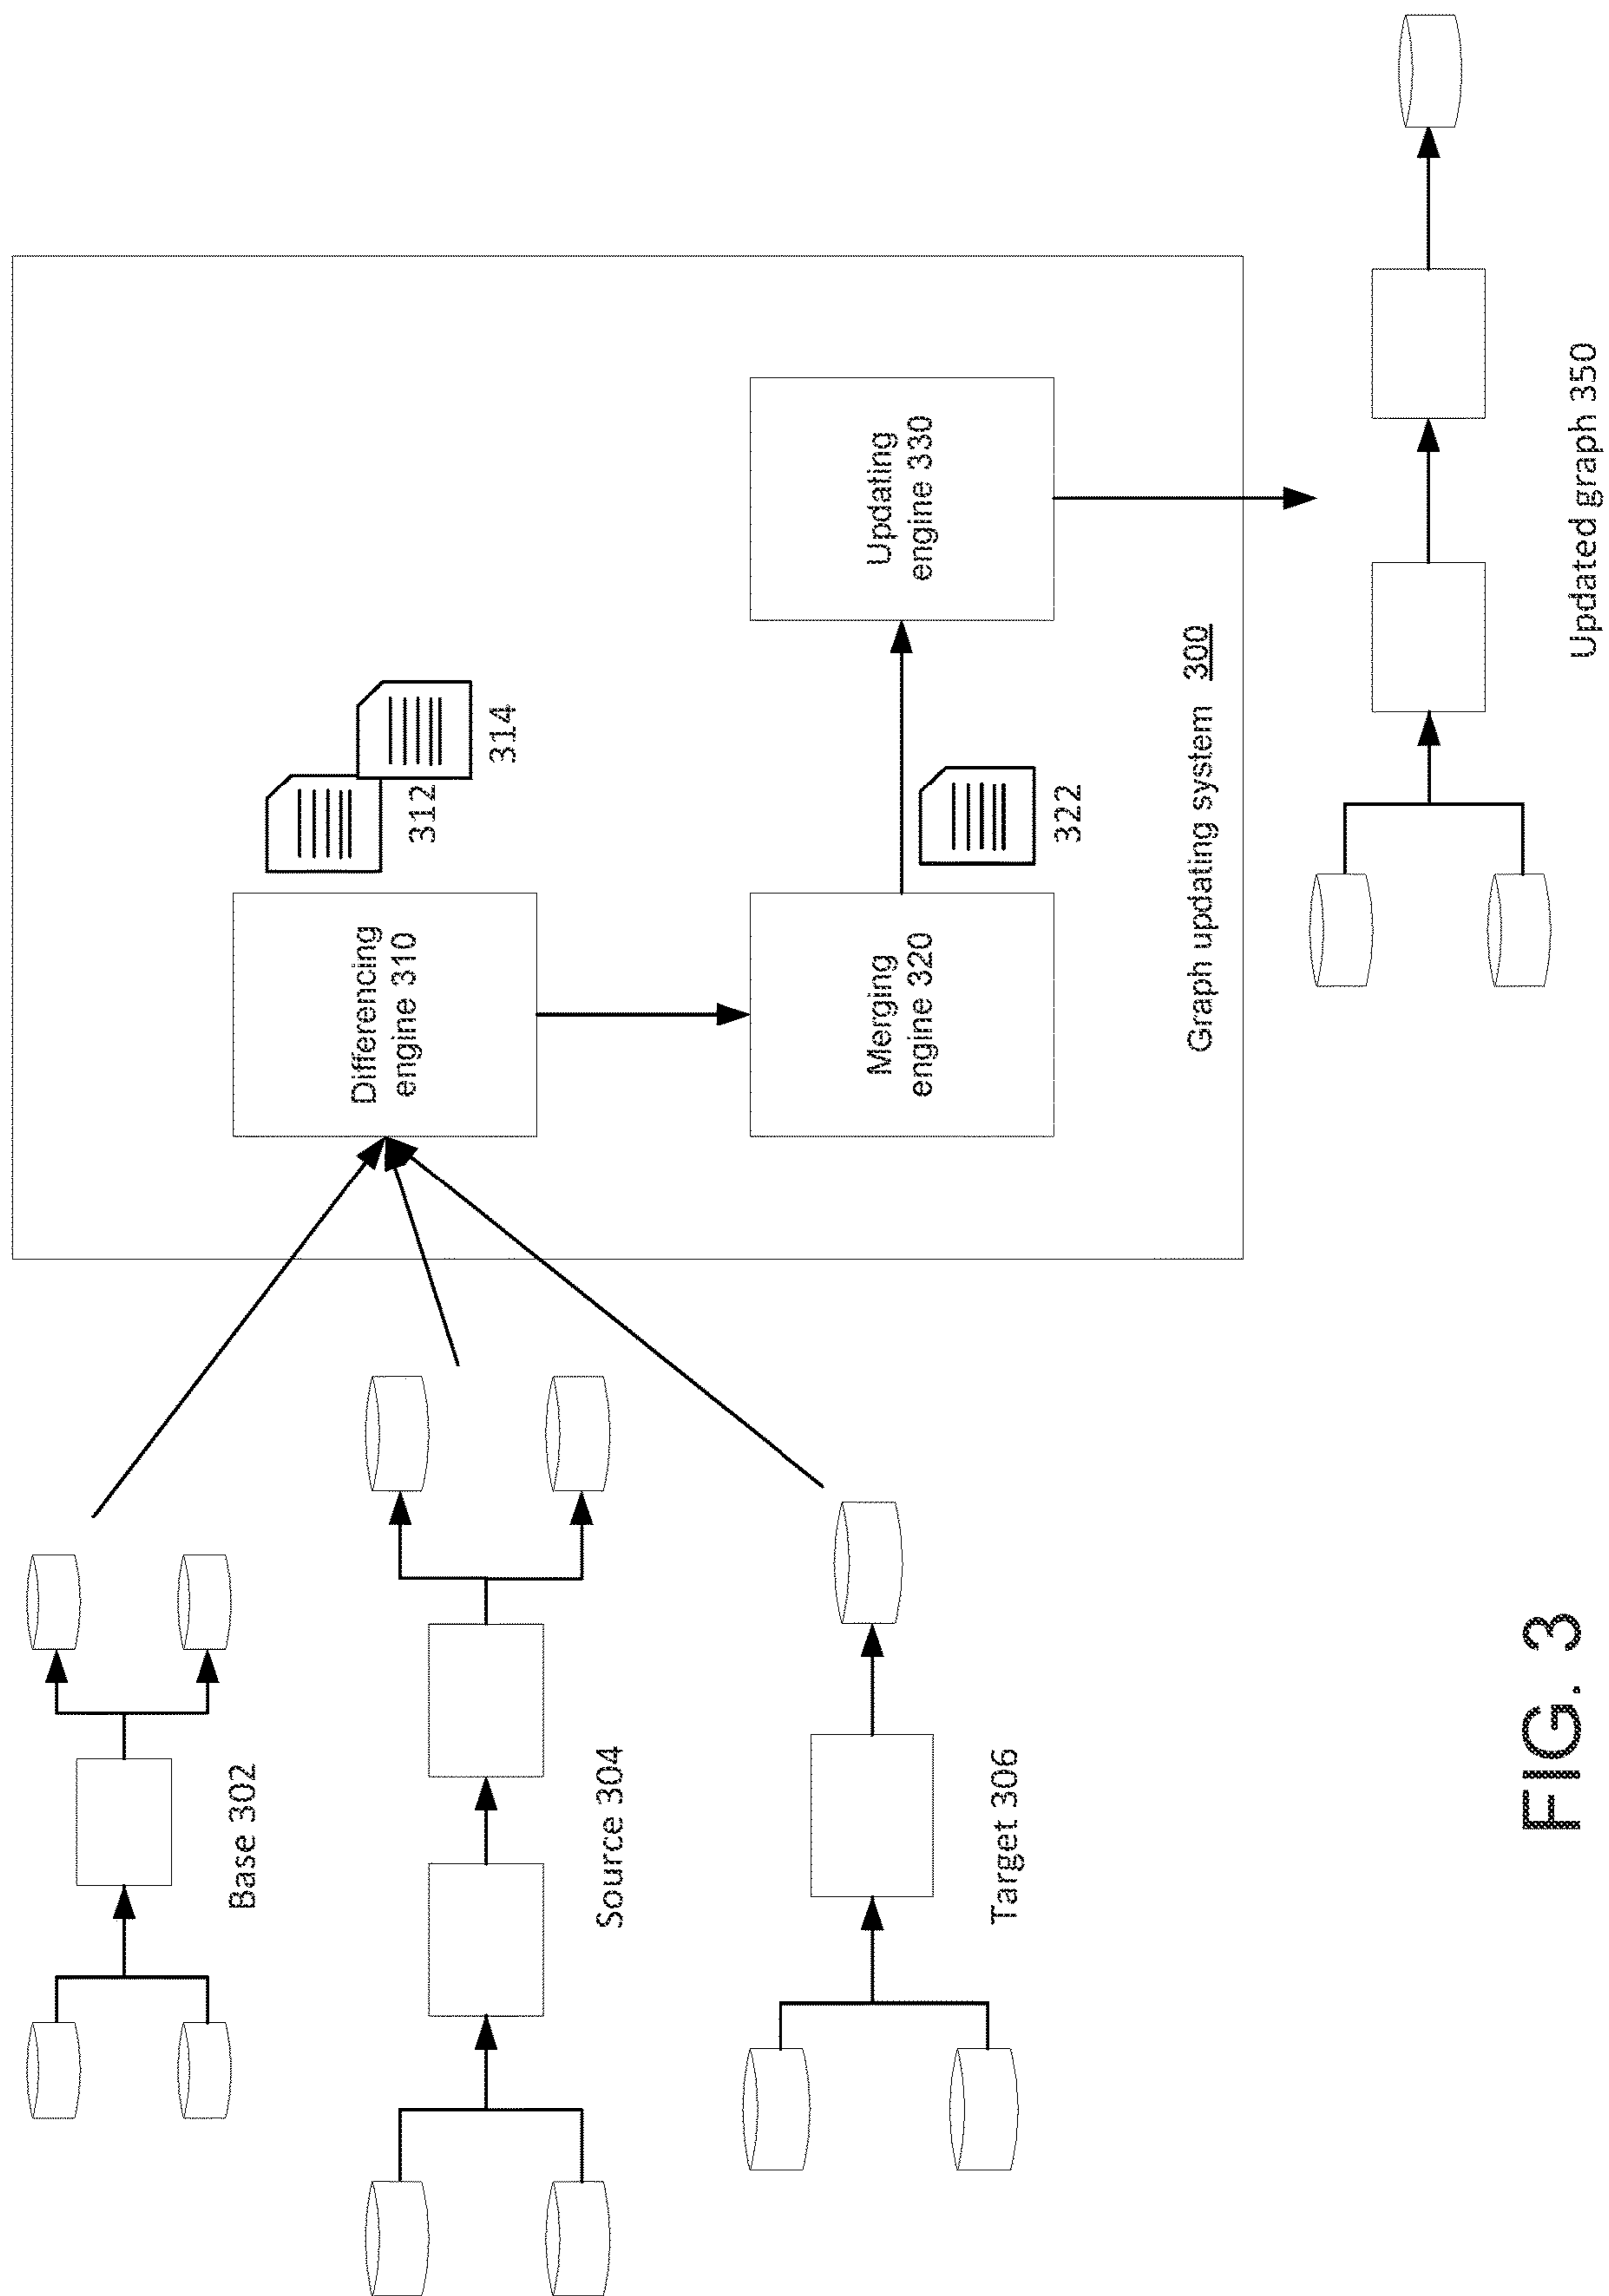 Base 302
Source 304
Target 306
Differencing
engine 310
312
314
Merging
engine 320
322
Updating
engine 330
Graph updating system 300
Updated graph 350
FIG. 3